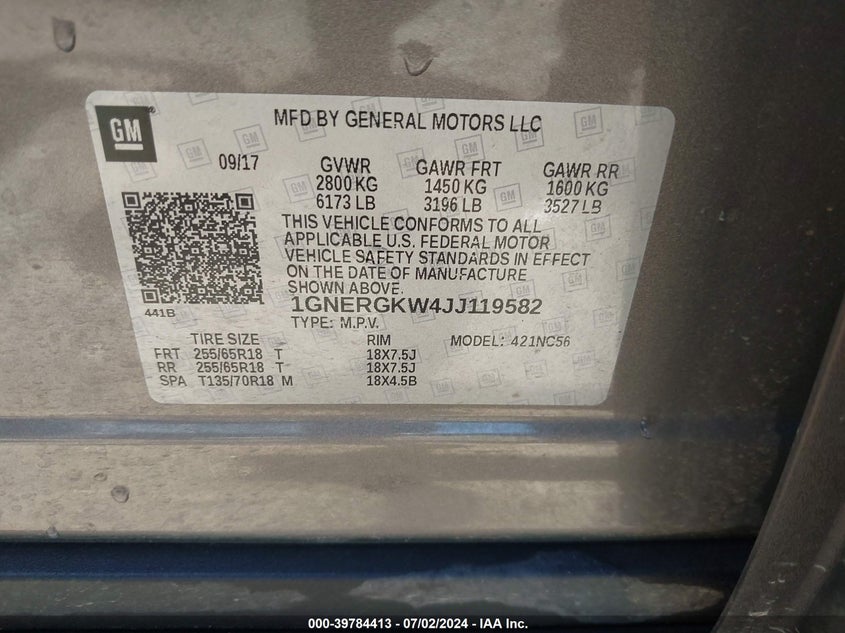 GM
MFD BY GENERAL MOTORS LLC
09/17 GVWR GAWR FRT GAWR RR
2800 KG 1450 KG 1600 KG
6173 LB 3196 LB 3527 LB
THIS VEHICLE CONFORMS TO ALL
APPLICABLE U.S. FEDERAL MOTOR
VEHICLE SAFETY STANDARDS IN EFFECT
ON THE DATE OF MANUFACTURE
SHOWN ABOVE.
441B 1GNERGKW4JJ119582
TYPE: M.P.V.
TIRE SIZE RIM MODEL: 421NC56
FRT 255/65R18 T 18X7.5J
RR 255/65R18 T 18X7.5J
SPA T135/70R18 M 18X4.5B
000-39784413 - 07/02/2024 - IAA Inc.